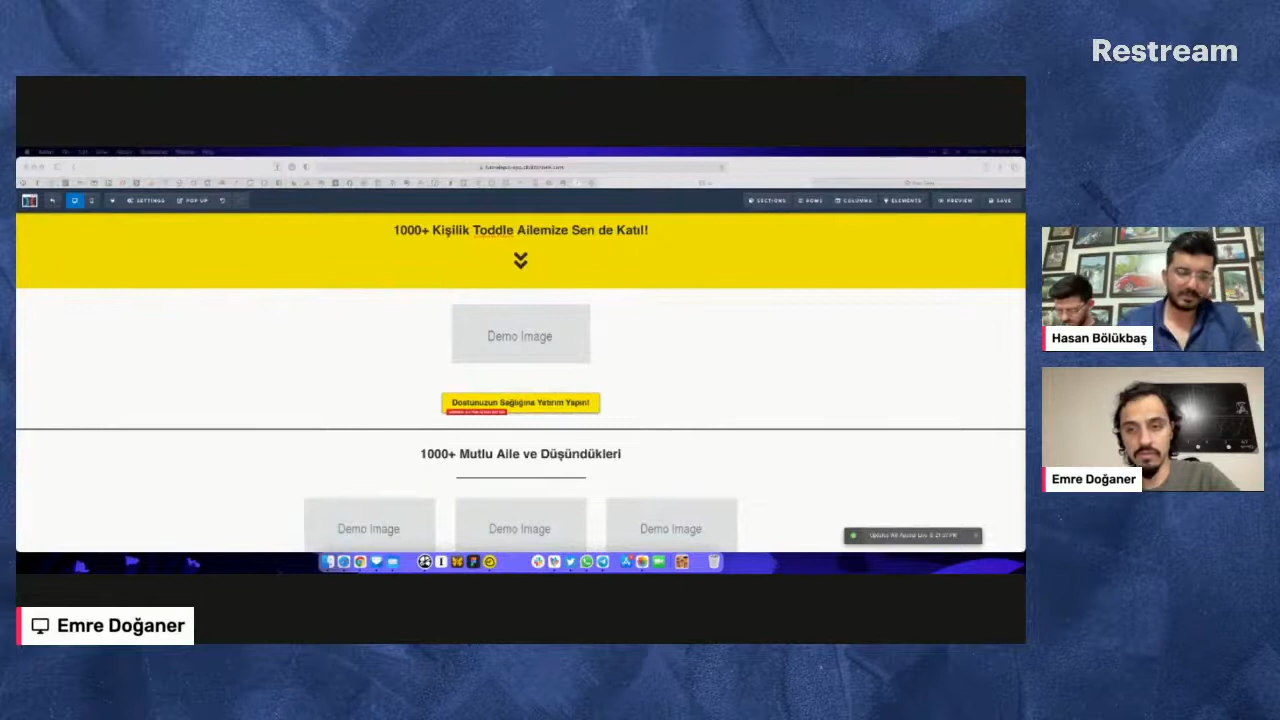 Restream
SETTINGS
POP UP
SECTIONS
ROWS
COLUMNS
ELEMENTS
PREVIEW
SAVE
1000+ Kişilik Toddle Ailemize Sen de Katıl!
Demo Image
Dostunuzun Sağlığına Yatırım Yapın!
1000+ Mutlu Aile ve Düşündükleri
Demo Image
Demo Image
Demo Image
Hasan Bölükbaş
Emre Doğaner
Emre Doğaner